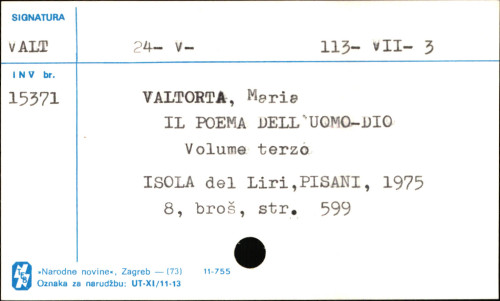 SIGNATURA
VALT 24- V- 113- VII- 3
INV br.
15371
VALTORTA, Maria
IL POEMA DELL'UOMO-DIO
Volume terzo
ISOLA del Liri,PISANI, 1975
8, broš, str. 599
»Narodne novine«, Zagreb — (73) 11-755
Oznaka za narudžbu: UT-XI/11-13